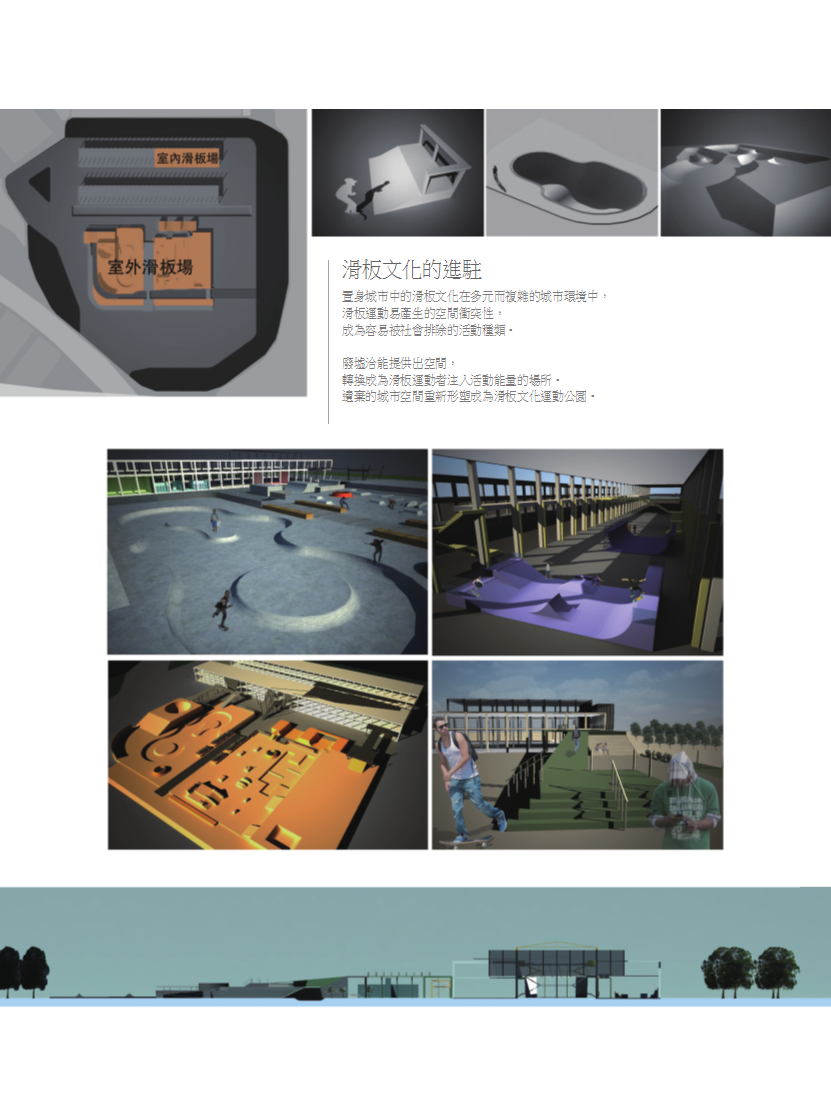 室內滑板場
室外滑板場
滑板文化的進駐
置身城市中的滑板文化在多元而複雜的城市環境中，
滑板運動易產生的空間衝突性，
成為容易被社會排除的活動種類。
廢墟洽能提供出空間，
轉換成為滑板運動者注入活動能量的場所。
遺棄的城市空間重新形塑成為滑板文化運動公園。